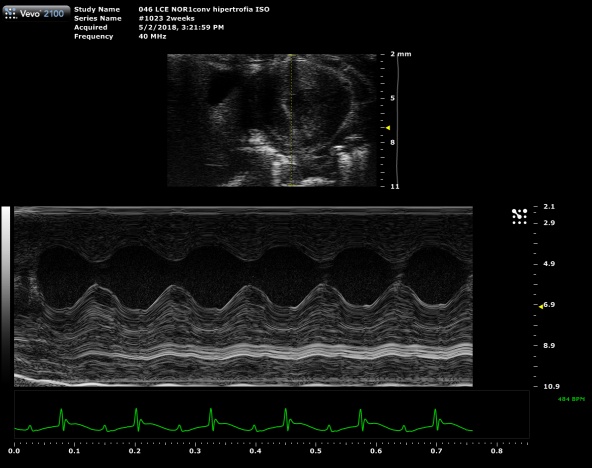 Vevo 2100
Study Name 046 LCE NOR1conv hipertrofia ISO
Series Name #1023 2weeks
Acquired 5/2/2018, 3:21:59 PM
Frequency 40 MHz
2 mm
5
8
11
2.1
2.9
4.9
6.9
8.9
10.9
484 BPM
0.0 0.1 0.2 0.3 0.4 0.5 0.6 0.7 0.8